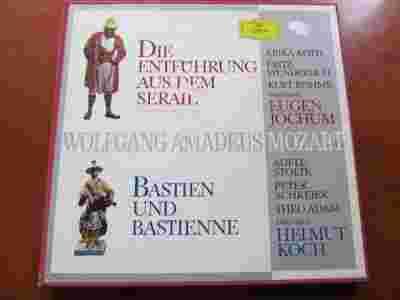 DIE
ENTFÜHRUNG
AUS DEM
SERAIL
ERIKA KÖTH
FRITZ
WUNDERLICH
KURT BÖHME
EUGEN
JOCHUM
WOLFGANG AMADEUS MOZART
BASTIEN
UND
BASTIENNE
ADELE
STOLTE
PETER
SCHREIER
THEO ADAM
HELMUT
KOCH